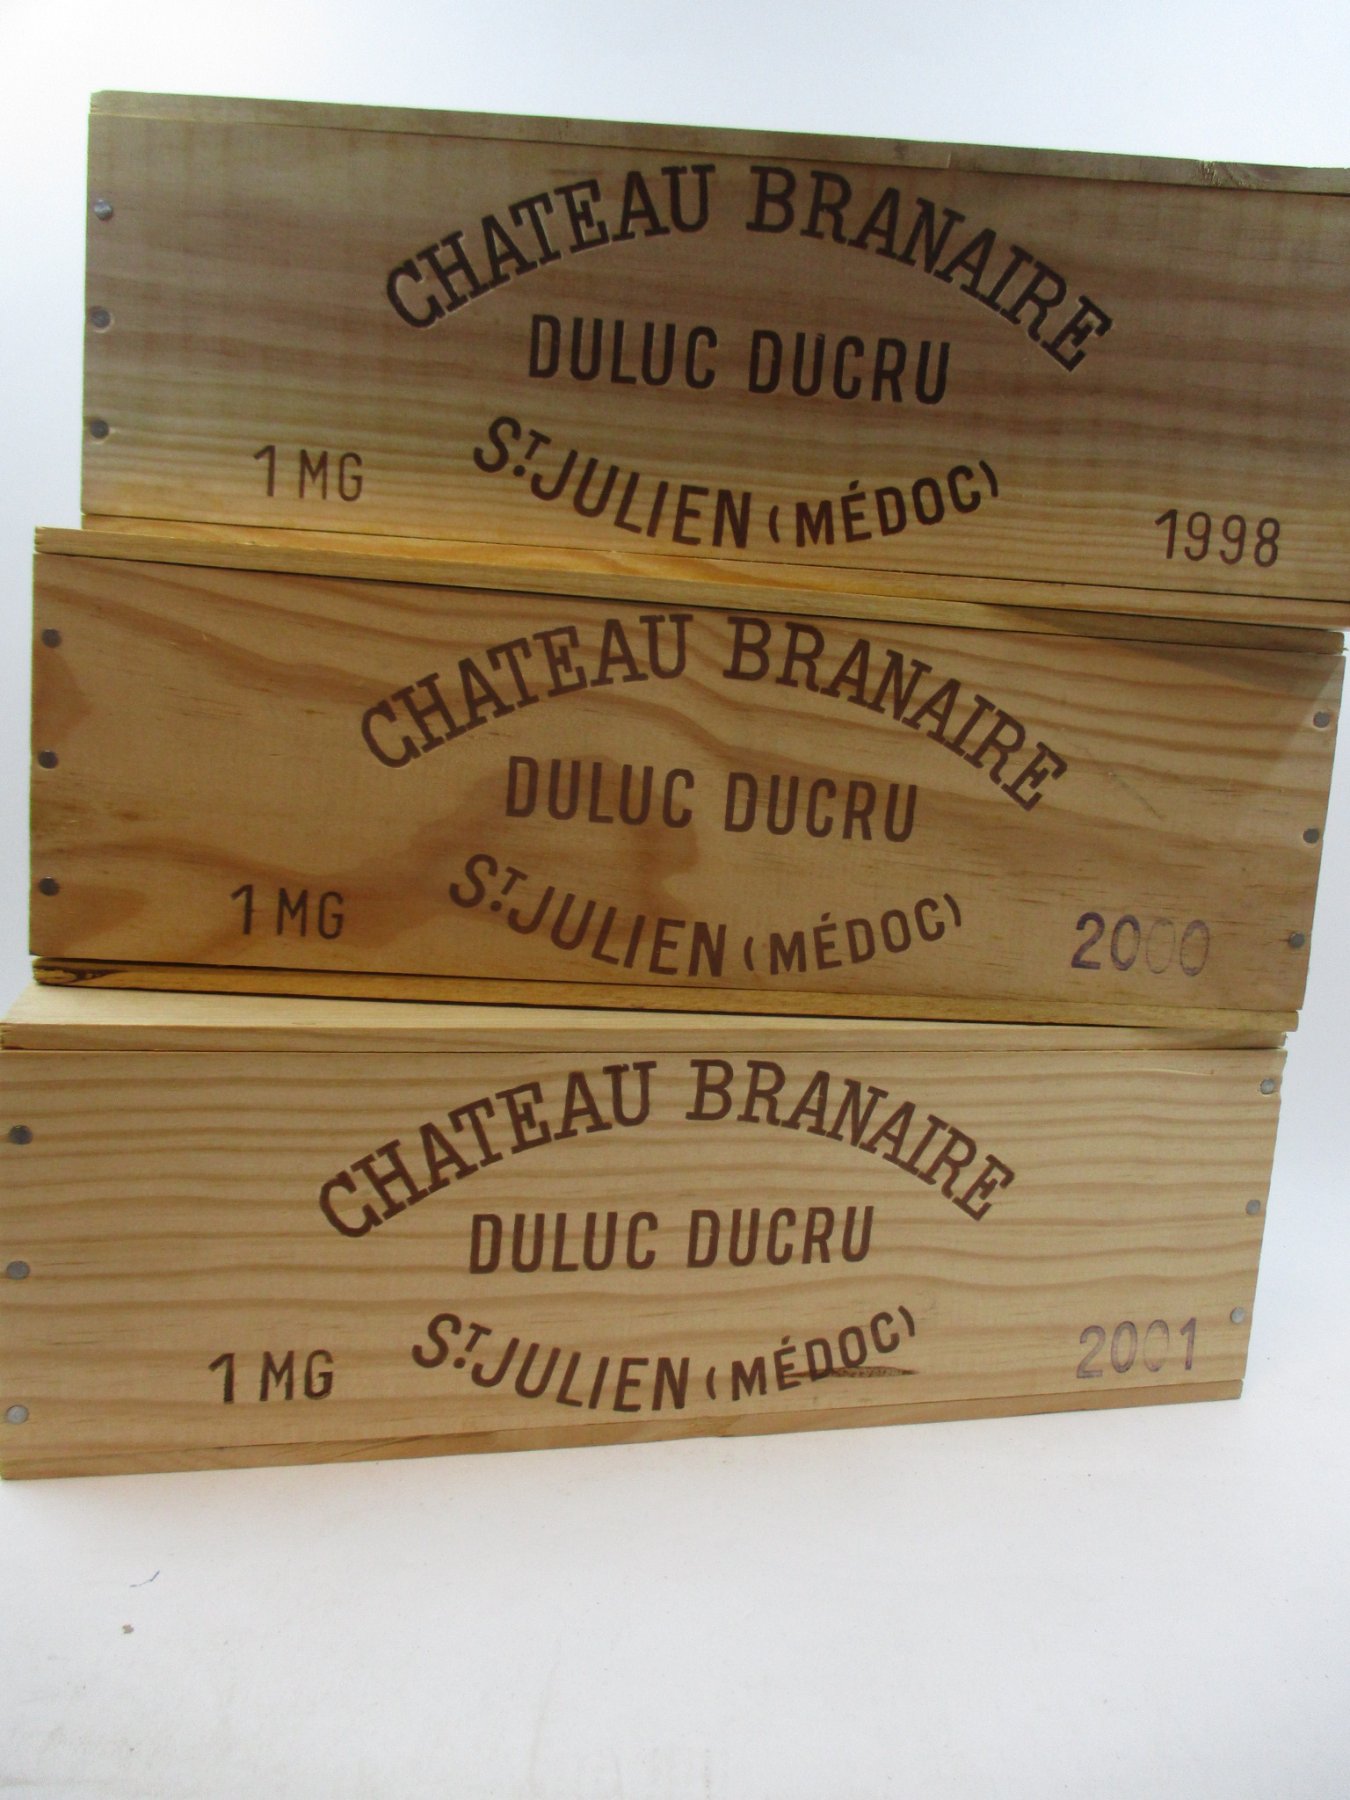 CHATEAU BRANAIRE
DULUC DUCRU
ST. JULIEN (MÉDOC)
1 MG
1998
CHATEAU BRANAIRE
DULUC DUCRU
ST. JULIEN (MÉDOC)
1 MG
2000
CHATEAU BRANAIRE
DULUC DUCRU
ST. JULIEN (MÉDOC)
1 MG
2001